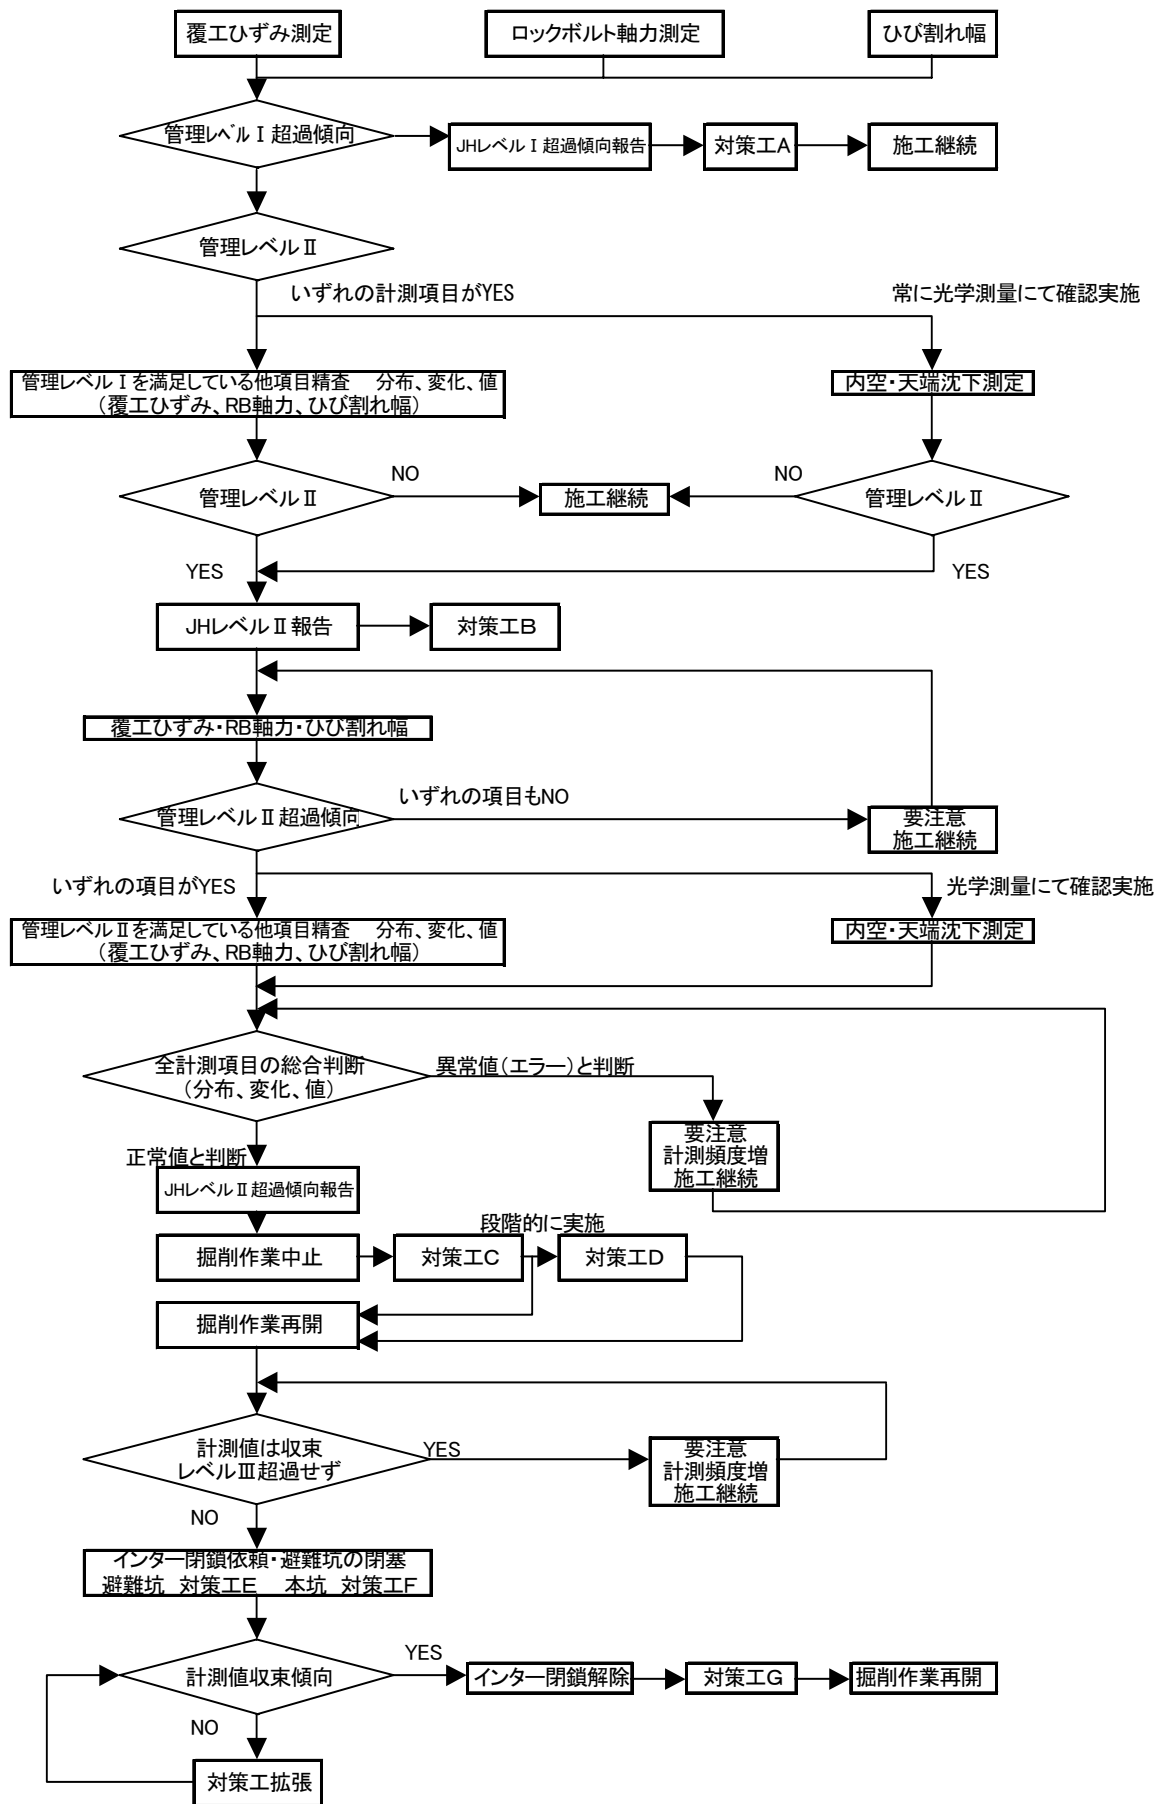 覆工ひずみ測定
ロックボルト軸力測定
ひび割れ幅
管理レベルⅠ超過傾向
JHレベルⅠ超過傾向報告
対策工A
施工継続
管理レベルⅡ
いずれの計測項目がYES
常に光学測量にて確認実施
管理レベルⅠを満足している他項目精査　分布、変化、値
（覆工ひずみ、RB軸力、ひび割れ幅）
内空・天端沈下測定
管理レベルⅡ
NO
施工継続
NO
管理レベルⅡ
YES
YES
JHレベルⅡ報告
対策工B
覆工ひずみ・RB軸力・ひび割れ幅
管理レベルⅡ超過傾向
いずれの項目もNO
要注意
施工継続
いずれの項目がYES
光学測量にて確認実施
管理レベルⅡを満足している他項目精査　分布、変化、値
（覆工ひずみ、RB軸力、ひび割れ幅）
内空・天端沈下測定
全計測項目の総合判断
（分布、変化、値）
異常値（エラー）と判断
要注意
計測頻度増
施工継続
正常値と判断
JHレベルⅡ超過傾向報告
段階的に実施
掘削作業中止
対策工C
対策工D
掘削作業再開
計測値は収束
レベルⅢ超過せず
YES
要注意
計測頻度増
施工継続
NO
インター閉鎖依頼・避難坑の閉塞
避難坑　対策工E　本坑　対策工F
計測値収束傾向
YES
インター閉鎖解除
対策工G
掘削作業再開
NO
対策工拡張